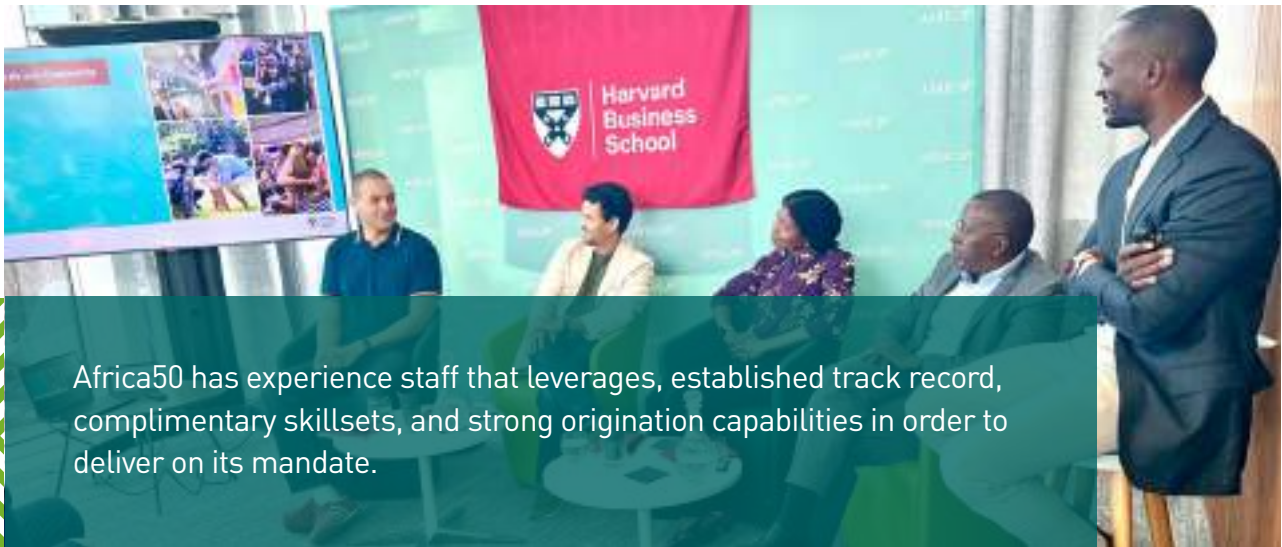 Harvard
Business
School
Africa50 has experience staff that leverages, established track record,
complimentary skillsets, and strong origination capabilities in order to
deliver on its mandate.